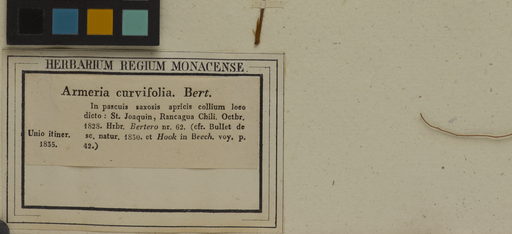 HERBARIUM REGIUM MONACENSE
Armeria curvifolia. Bert.
In pascuis saxosis apricis collium loco
dicto: St. Joaquin, Rancagua Chili. Octbr.
1828. Hrbr. Bertero nr. 62. (cfr. Bullet de
Unio itiner. sc. natur. 1830. et Hook in Beech. voy. p.
1835. 42.)